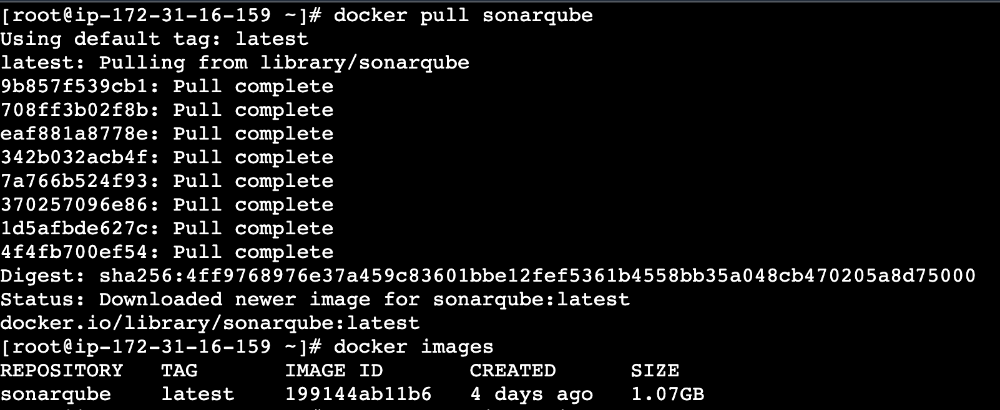 [root@ip-172-31-16-159 ~]# docker pull sonarqube
Using default tag: latest
latest: Pulling from library/sonarqube
9b857f539cb1: Pull complete
708ff3b02f8b: Pull complete
eaf881a8778e: Pull complete
342b032acb4f: Pull complete
7a766b524f93: Pull complete
370257096e86: Pull complete
1d5afbde627c: Pull complete
4f4fb700ef54: Pull complete
Digest: sha256:4ff9768976e37a459c83601bbe12fef5361b4558bb35a048cb470205a8d75000
Status: Downloaded newer image for sonarqube:latest
docker.io/library/sonarqube:latest
[root@ip-172-31-16-159 ~]# docker images
REPOSITORY   TAG       IMAGE ID       CREATED      SIZE
sonarqube    latest    199144ab11b6   4 days ago   1.07GB